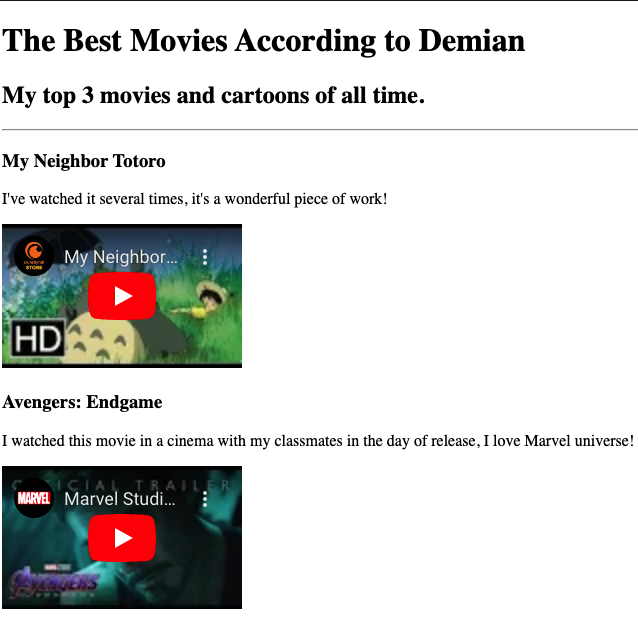 The Best Movies According to Demian
My top 3 movies and cartoons of all time.
My Neighbor Totoro
I've watched it several times, it's a wonderful piece of work!
My Neighbor…
STORE
HD
Avengers: Endgame
I watched this movie in a cinema with my classmates in the day of release, I love Marvel universe!
OFFICIAL TRAILER
MARVEL
Marvel Studi…
AVENGERS